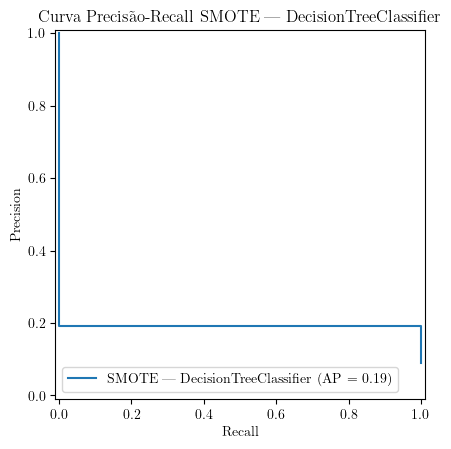 Curva Precisão-Recall SMOTE — DecisionTreeClassifier
1.0
0.8
0.6
0.4
0.2
0.0
Precision
SMOTE — DecisionTreeClassifier (AP = 0.19)
0.0 0.2 0.4 0.6 0.8 1.0
Recall